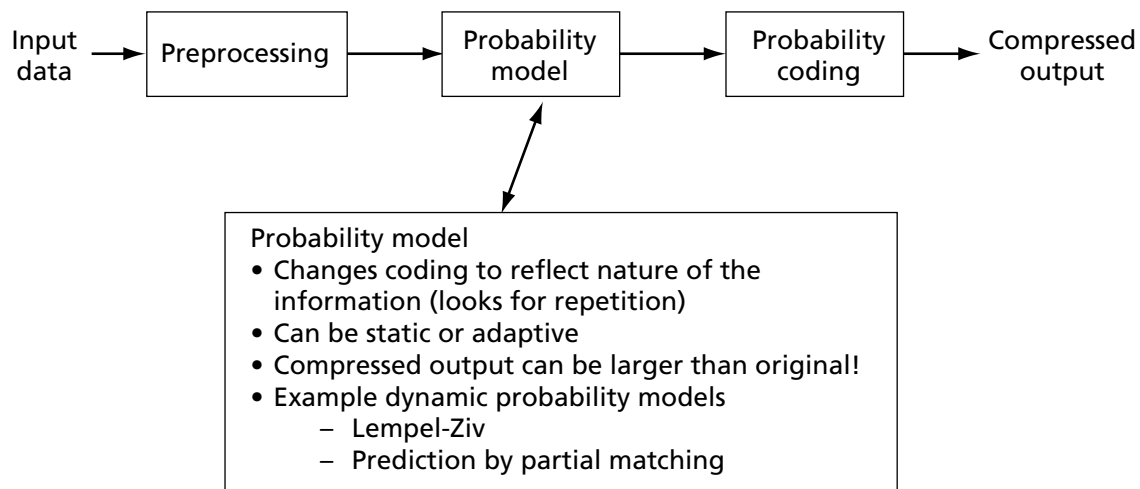 Input
data
Preprocessing
Probability
model
Probability
coding
Compressed
output
Probability model
• Changes coding to reflect nature of the
information (looks for repetition)
• Can be static or adaptive
• Compressed output can be larger than original!
• Example dynamic probability models
– Lempel-Ziv
– Prediction by partial matching